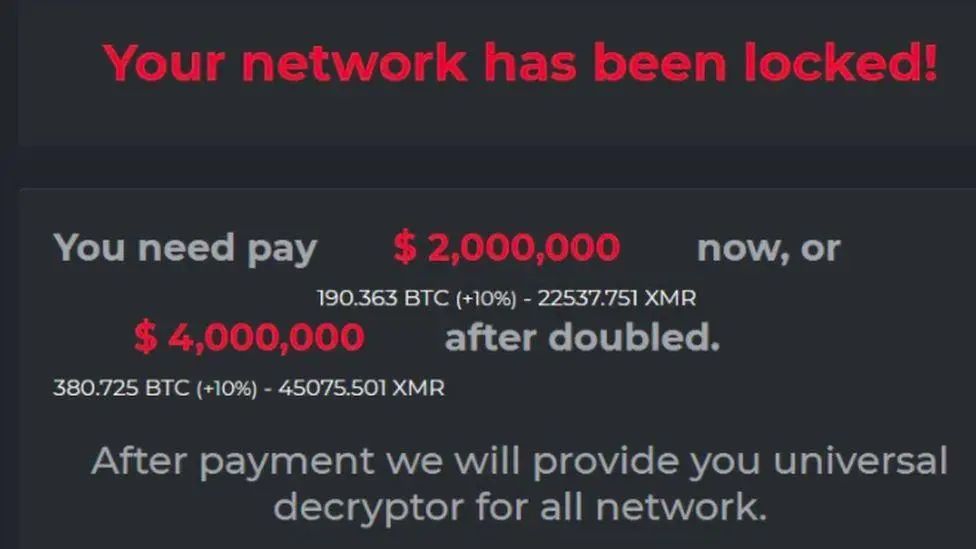 Your network has been locked!
You need pay $ 2,000,000 now, or
190.363 BTC (+10%) - 22537.751 XMR
$ 4,000,000 after doubled.
380.725 BTC (+10%) - 45075.501 XMR
After payment we will provide you universal
decryptor for all network.